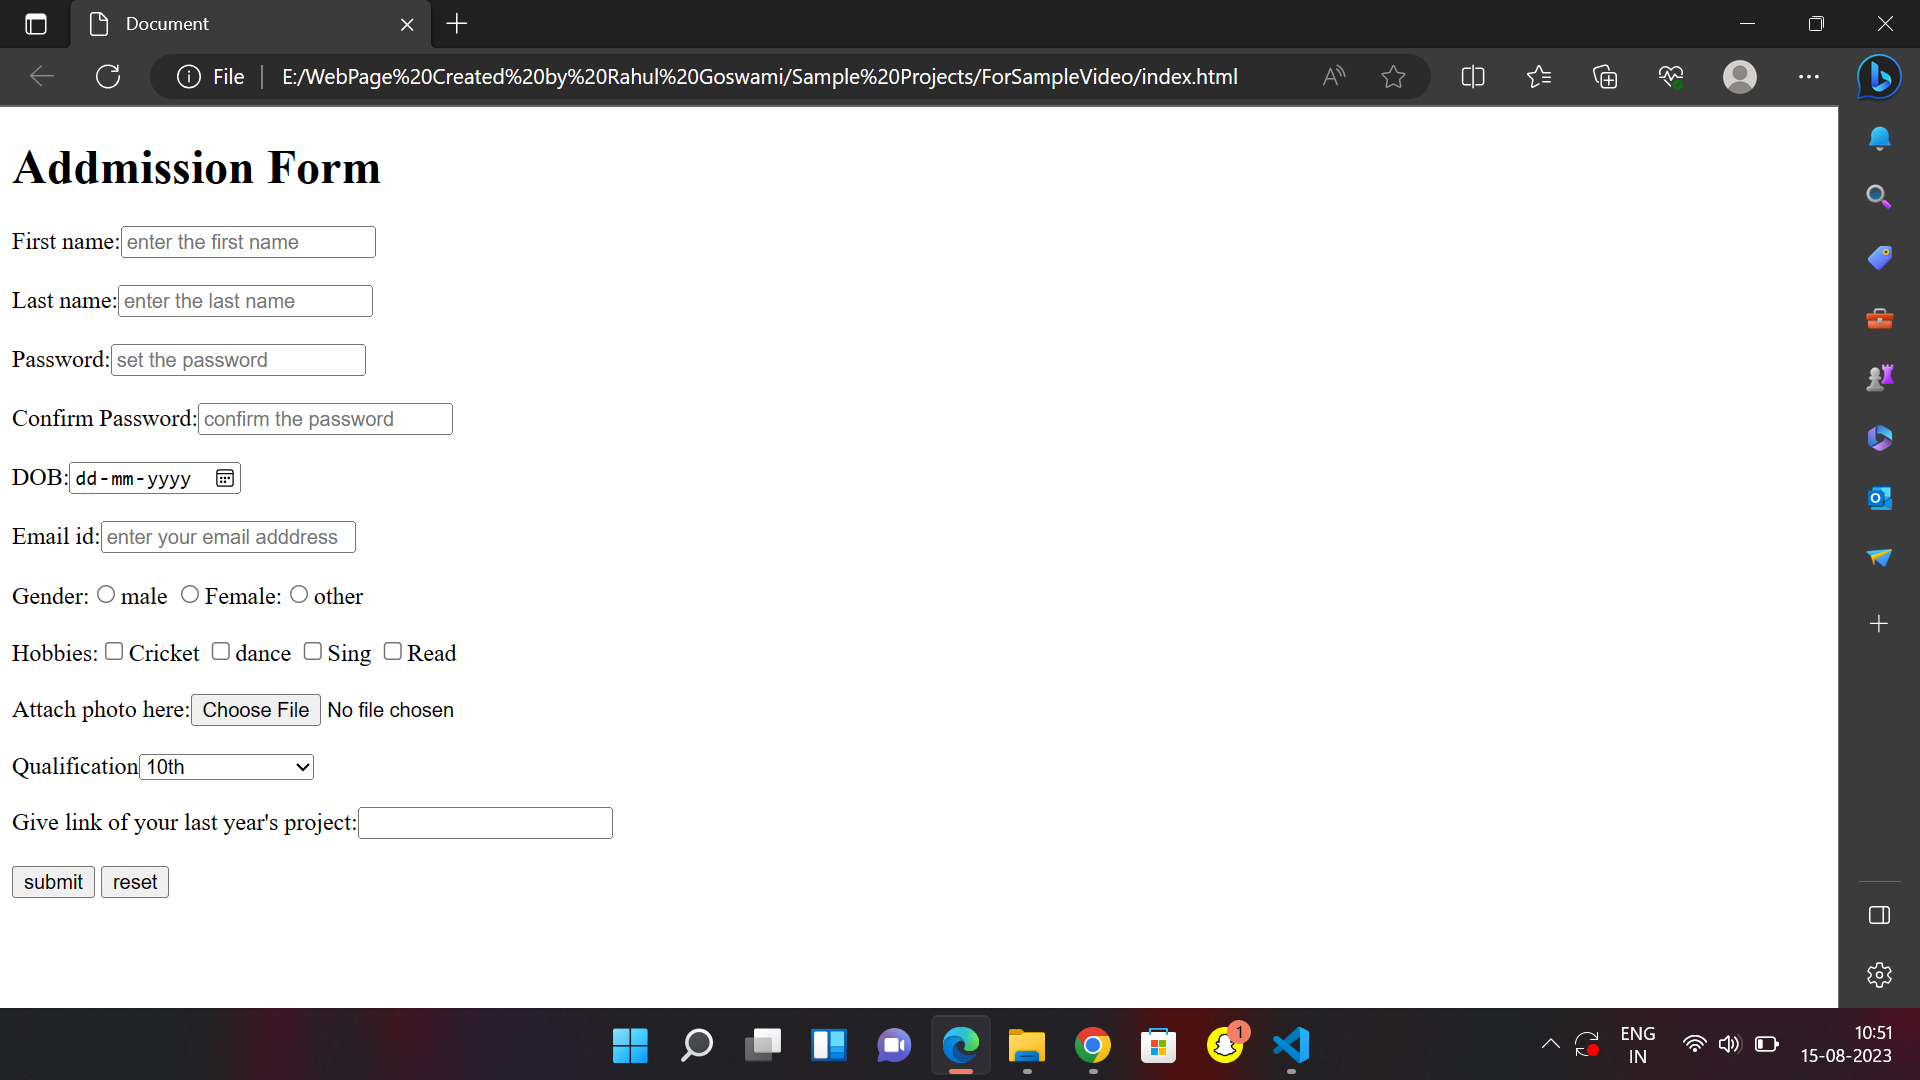 Document
File E:/WebPage%20Created%20by%20Rahul%20Goswami/Sample%20Projects/ForSampleVideo/index.html
Addmission Form
First name: enter the first name
Last name: enter the last name
Password: set the password
Confirm Password: confirm the password
DOB: dd-mm-yyyy
Email id: enter your email adddress
Gender: male Female: other
Hobbies: Cricket dance Sing Read
Attach photo here: Choose File No file chosen
Qualification 10th
Give link of your last year's project:
submit reset
1
ENG
IN
10:51
15-08-2023